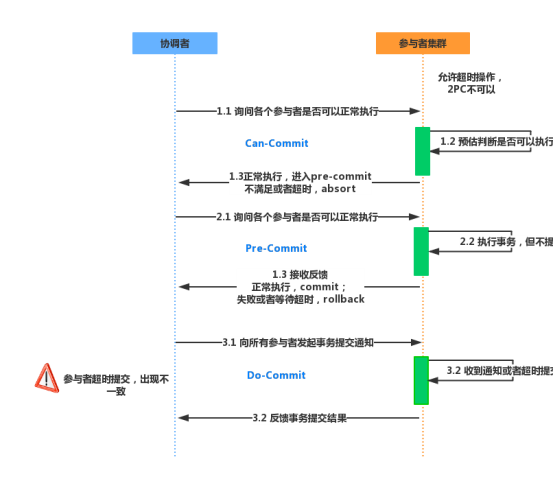 协调者
参与者集群
允许超时操作，
2PC不可以
1.1 询问各个参与者是否可以正常执行
Can-Commit
1.2 预估判断是否可以执行
1.3正常执行，进入pre-commit
不满足或者超时，absort
2.1 询问各个参与者是否可以正常执行
Pre-Commit
2.2 执行事务，但不提
1.3 接收反馈
正常执行，commit；
失败或者等待超时，rollback
3.1 向所有参与者发起事务提交通知
Do-Commit
3.2 收到通知或者超时提交
参与者超时提交，出现不
一致
3.2 反馈事务提交结果